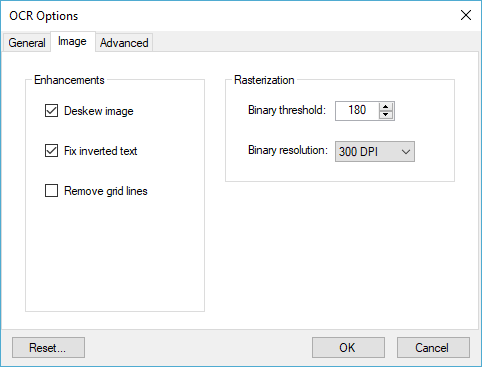 OCR Options
General Image Advanced
Enhancements
Deskew image
Fix inverted text
Remove grid lines
Rasterization
Binary threshold: 180
Binary resolution: 300 DPI
Reset... OK Cancel